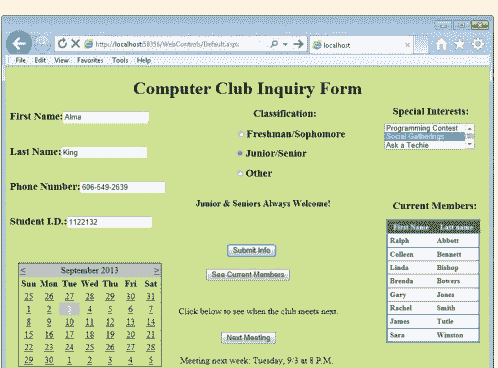 http://localhost:58356/WebControls/Default.aspx
localhost
File Edit View Favorites Tools Help
Computer Club Inquiry Form
First Name: Alma
Last Name: King
Phone Number: 606-549-2639
Student I.D.: 1122132
Classification:
Freshman/Sophomore
Junior/Senior
Other
Junior & Seniors Always Welcome!
Special Interests:
Programming Contest
Social Gatherings
Ask a Techie
Submit Info
See Current Members
Click below to see when the club meets next.
Next Meeting
Meeting next week: Tuesday, 9/3 at 8 P.M.
Current Members:
First Name Last name
Ralph Abbott
Colleen Bennett
Linda Bishop
Brenda Bowers
Gary Jones
Rachel Smith
James Tutle
Sara Winston
< September 2013 >
Sun Mon Tue Wed Thu Fri Sat
25 26 27 28 29 30 31
1 2 3 4 5 6 7
8 9 10 11 12 13 14
15 16 17 18 19 20 21
22 23 24 25 26 27 28
29 30 1 2 3 4 5